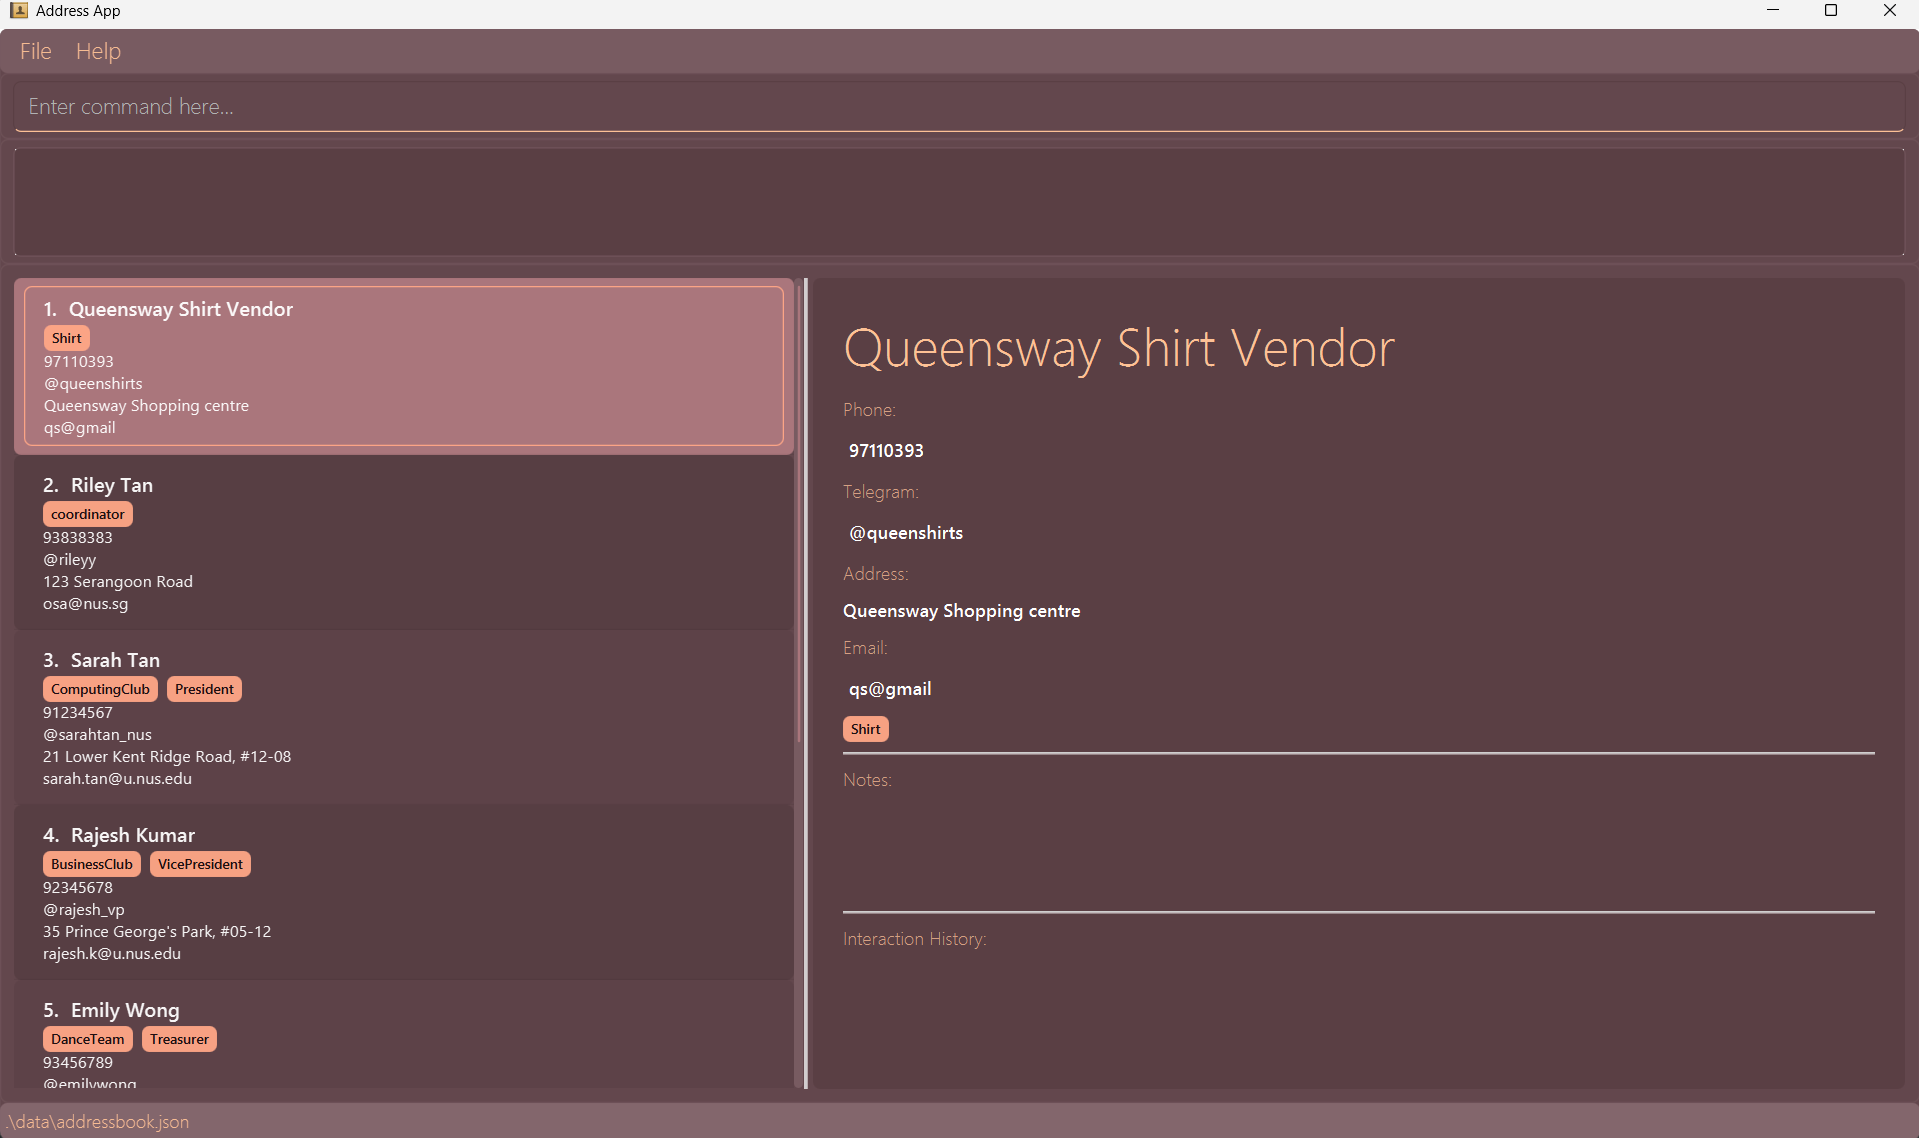 Address App
File Help
Enter command here...
1. Queensway Shirt Vendor
Shirt
97110393
@queenshirts
Queensway Shopping centre
qs@gmail
2. Riley Tan
coordinator
93838383
@rileyy
123 Serangoon Road
osa@nus.sg
3. Sarah Tan
ComputingClub President
91234567
@sarahtan_nus
21 Lower Kent Ridge Road, #12-08
sarah.tan@u.nus.edu
4. Rajesh Kumar
BusinessClub VicePresident
92345678
@rajesh_vp
35 Prince George's Park, #05-12
rajesh.k@u.nus.edu
5. Emily Wong
DanceTeam Treasurer
93456789
@emilywong
Queensway Shirt Vendor
Phone:
97110393
Telegram:
@queenshirts
Address:
Queensway Shopping centre
Email:
qs@gmail
Shirt
Notes:
Interaction History:
.\data\addressbook.json